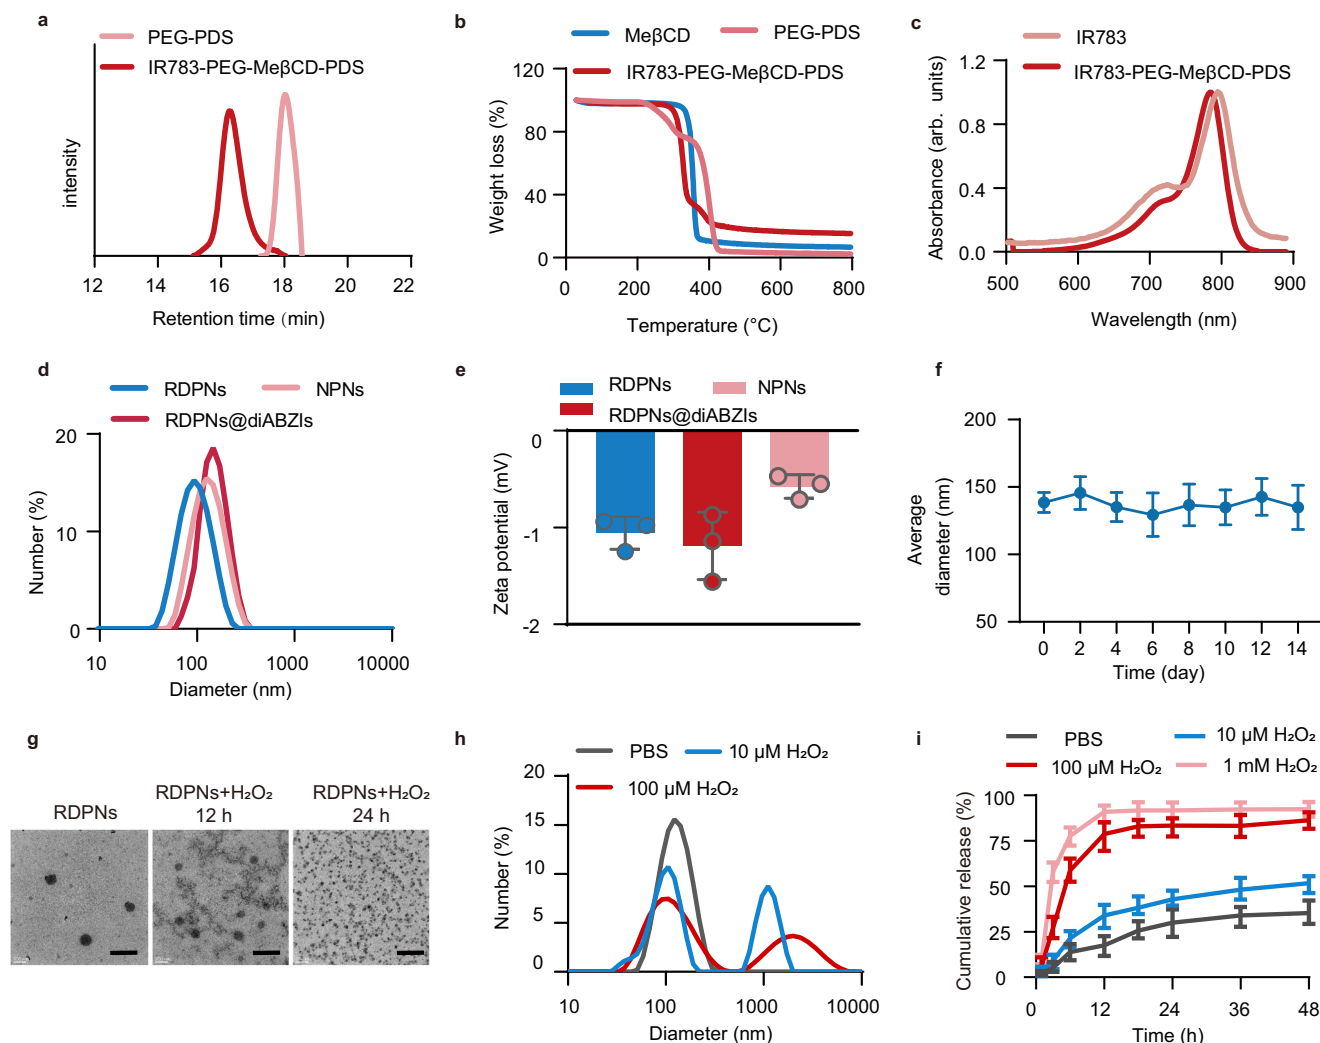 a
PEG-PDS
IR783-PEG-MeβCD-PDS
intensity
12 14 16 18 20 22
Retention time (min)
b
MeβCD PEG-PDS
IR783-PEG-MeβCD-PDS
Weight loss (%)
120
80
40
0
0 200 400 600 800
Temperature (°C)
c
IR783
IR783-PEG-MeβCD-PDS
Absorbance (arb. units)
1.2
0.8
0.4
0.0
500 600 700 800 900
Wavelength (nm)
d
RDPNs NPNs
RDPNs@diABZIs
Number (%)
20
10
0
10 100 1000 10000
Diameter (nm)
e
RDPNs NPNs
RDPNs@diABZIs
Zeta potential (mV)
0
-1
-2
f
Average
diameter (nm)
200
150
100
50
0 2 4 6 8 10 12 14
Time (day)
g
RDPNs
RDPNs+H₂O₂
12 h
RDPNs+H₂O₂
24 h
h
PBS 10 μM H₂O₂
100 μM H₂O₂
Number (%)
20
15
10
5
0
10 100 1000 10000
Diameter (nm)
i
PBS 10 μM H₂O₂
100 μM H₂O₂ 1 mM H₂O₂
Cumulative release (%)
100
75
50
25
0
0 12 24 36 48
Time (h)